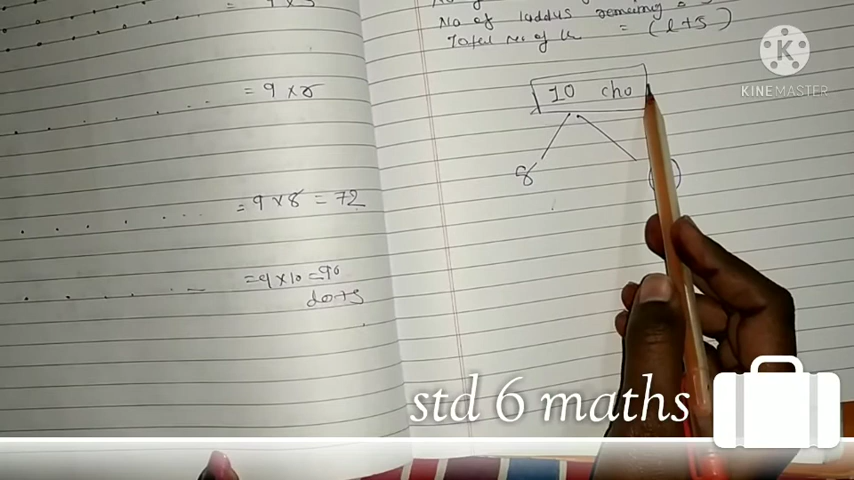 = 9 x 8
= 9 x 8 = 72
= 9 x 10 = 90
dots
No of laddus remaining
Total No of = (l+5)
10 cho
8
KINEMASTER
std 6 maths